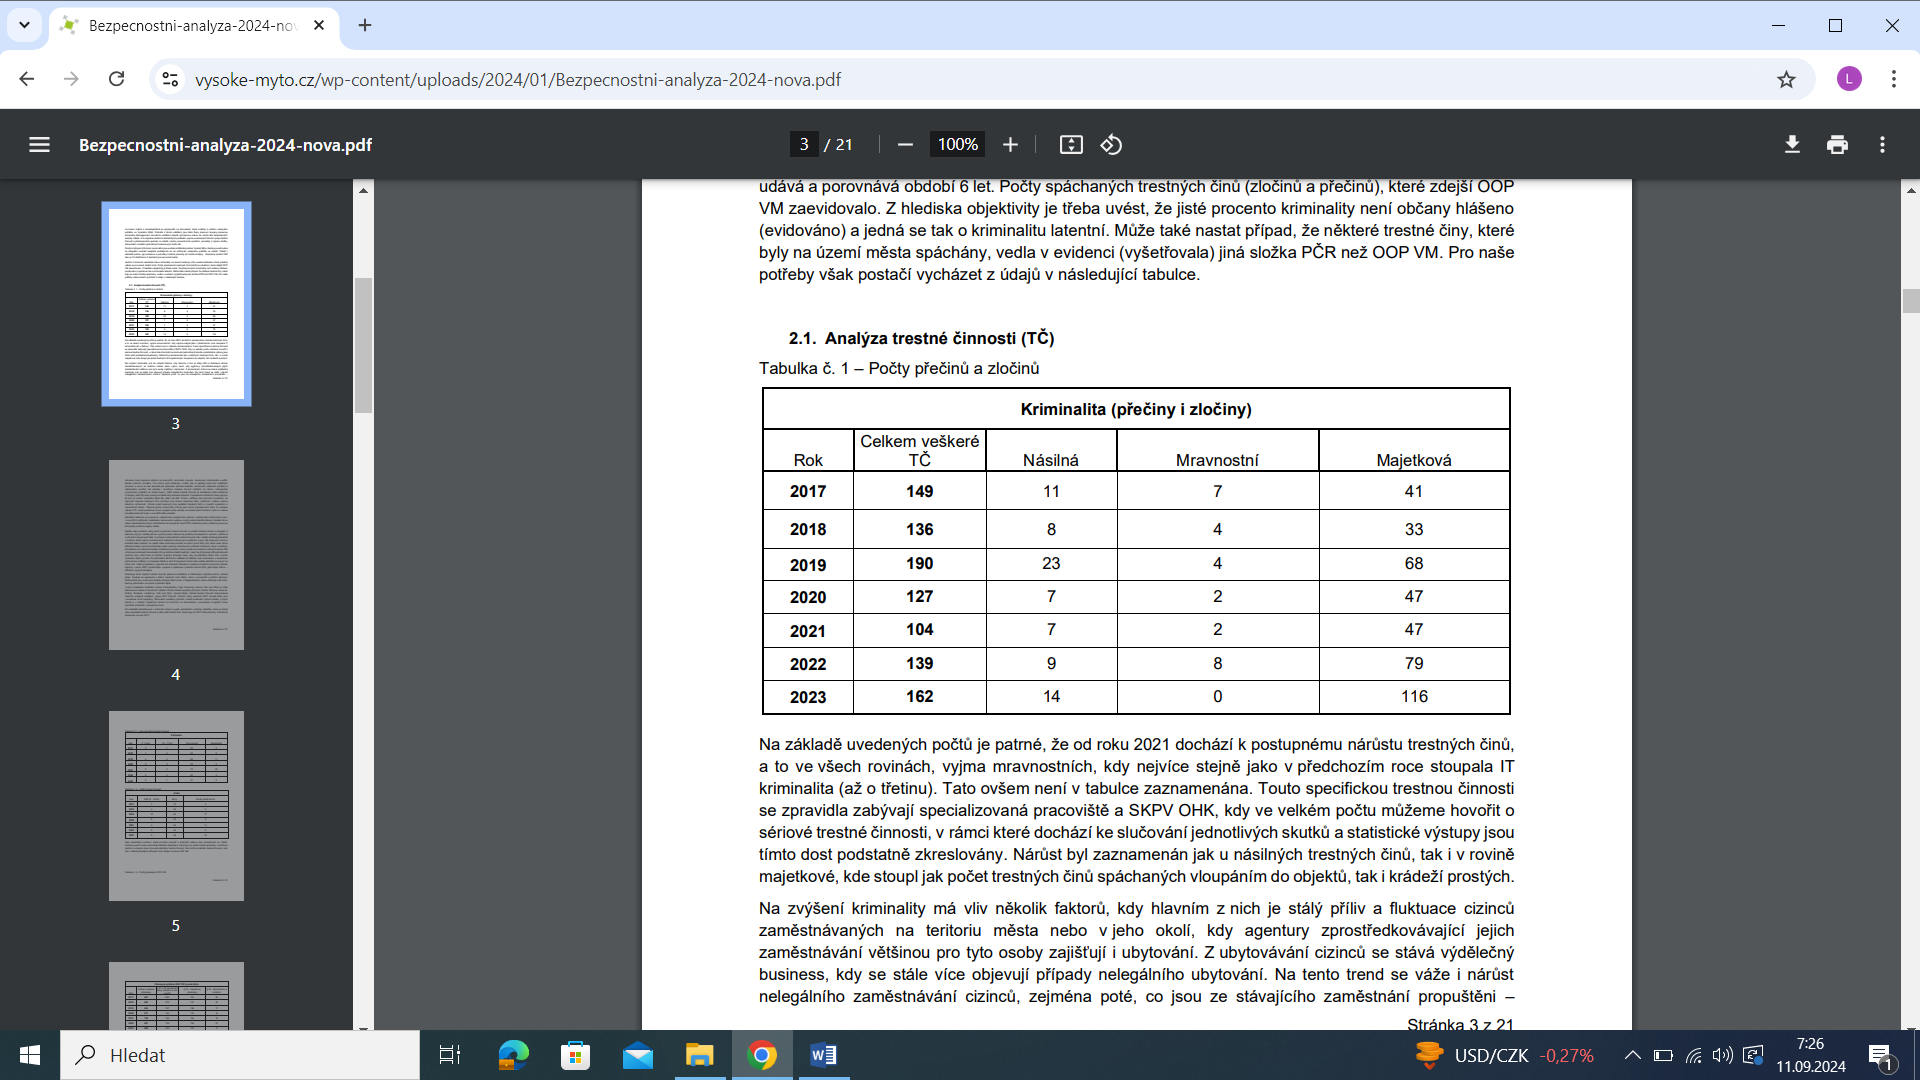 Bezpecnostni-analyza-2024-nov
vysoke-myto.cz/wp-content/uploads/2024/01/Bezpecnostni-analyza-2024-nova.pdf
L
Bezpecnostni-analyza-2024-nova.pdf
3 / 21
100%
3
4
5
udává a porovnává období 6 let. Počty spáchaných trestných činů (zločinů a přečinů), které zdejší OOP
VM zaevidovalo. Z hlediska objektivity je třeba uvést, že jisté procento kriminality není občany hlášeno
(evidováno) a jedná se tak o kriminalitu latentní. Může také nastat případ, že některé trestné činy, které
byly na území města spáchány, vedla v evidenci (vyšetřovala) jiná složka PČR než OOP VM. Pro naše
potřeby však postačí vycházet z údajů v následující tabulce.
2.1. Analýza trestné činnosti (TČ)
Tabulka č. 1 – Počty přečinů a zločinů
Kriminalita (přečiny i zločiny)
Rok Celkem veškeré TČ Násilná Mravnostní Majetková
2017 149 11 7 41
2018 136 8 4 33
2019 190 23 4 68
2020 127 7 2 47
2021 104 7 2 47
2022 139 9 8 79
2023 162 14 0 116
Na základě uvedených počtů je patrné, že od roku 2021 dochází k postupnému nárůstu trestných činů,
a to ve všech rovinách, vyjma mravnostních, kdy nejvíce stejně jako v předchozím roce stoupala IT
kriminalita (až o třetinu). Tato ovšem není v tabulce zaznamenána. Touto specifickou trestnou činnosti
se zpravidla zabývají specializovaná pracoviště a SKPV OHK, kdy ve velkém počtu můžeme hovořit o
sériové trestné činnosti, v rámci které dochází ke slučování jednotlivých skutků a statistické výstupy jsou
tímto dost podstatně zkreslovány. Nárůst byl zaznamenán jak u násilných trestných činů, tak i v rovině
majetkové, kde stoupl jak počet trestných činů spáchaných vloupáním do objektů, tak i krádeží prostých.
Na zvýšení kriminality má vliv několik faktorů, kdy hlavním z nich je stálý příliv a fluktuace cizinců
zaměstnávaných na teritoriu města nebo v jeho okolí, kdy agentury zprostředkovávající jejich
zaměstnávání většinou pro tyto osoby zajišťují i ubytování. Z ubytovávání cizinců se stává výdělečný
business, kdy se stále více objevují případy nelegálního ubytování. Na tento trend se váže i nárůst
nelegálního zaměstnávání cizinců, zejména poté, co jsou ze stávajícího zaměstnání propuštěni –
Stránka 3 z 21
Hledat
USD/CZK -0,27%
7:26
11.09.2024
1